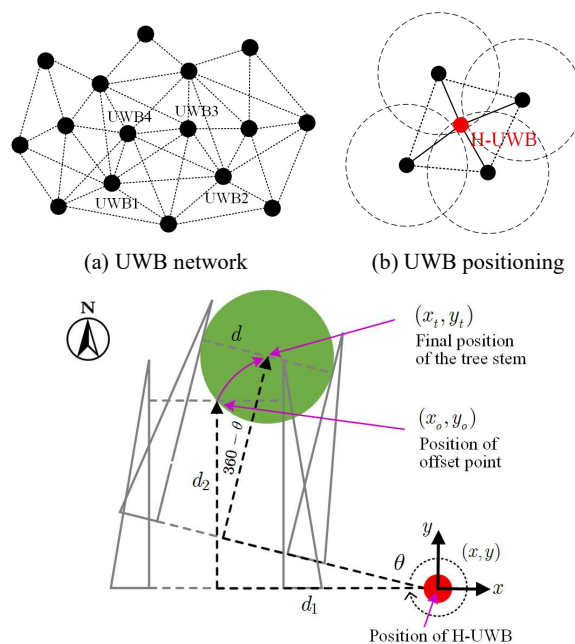 UWB4
UWB3
UWB1
UWB2
H-UWB
(a) UWB network
(b) UWB positioning
N
d
(x_t, y_t)
Final position
of the tree stem
(x_o, y_o)
Position of
offset point
360 − θ
d_2
y
θ
(x, y)
x
d_1
Position of H-UWB